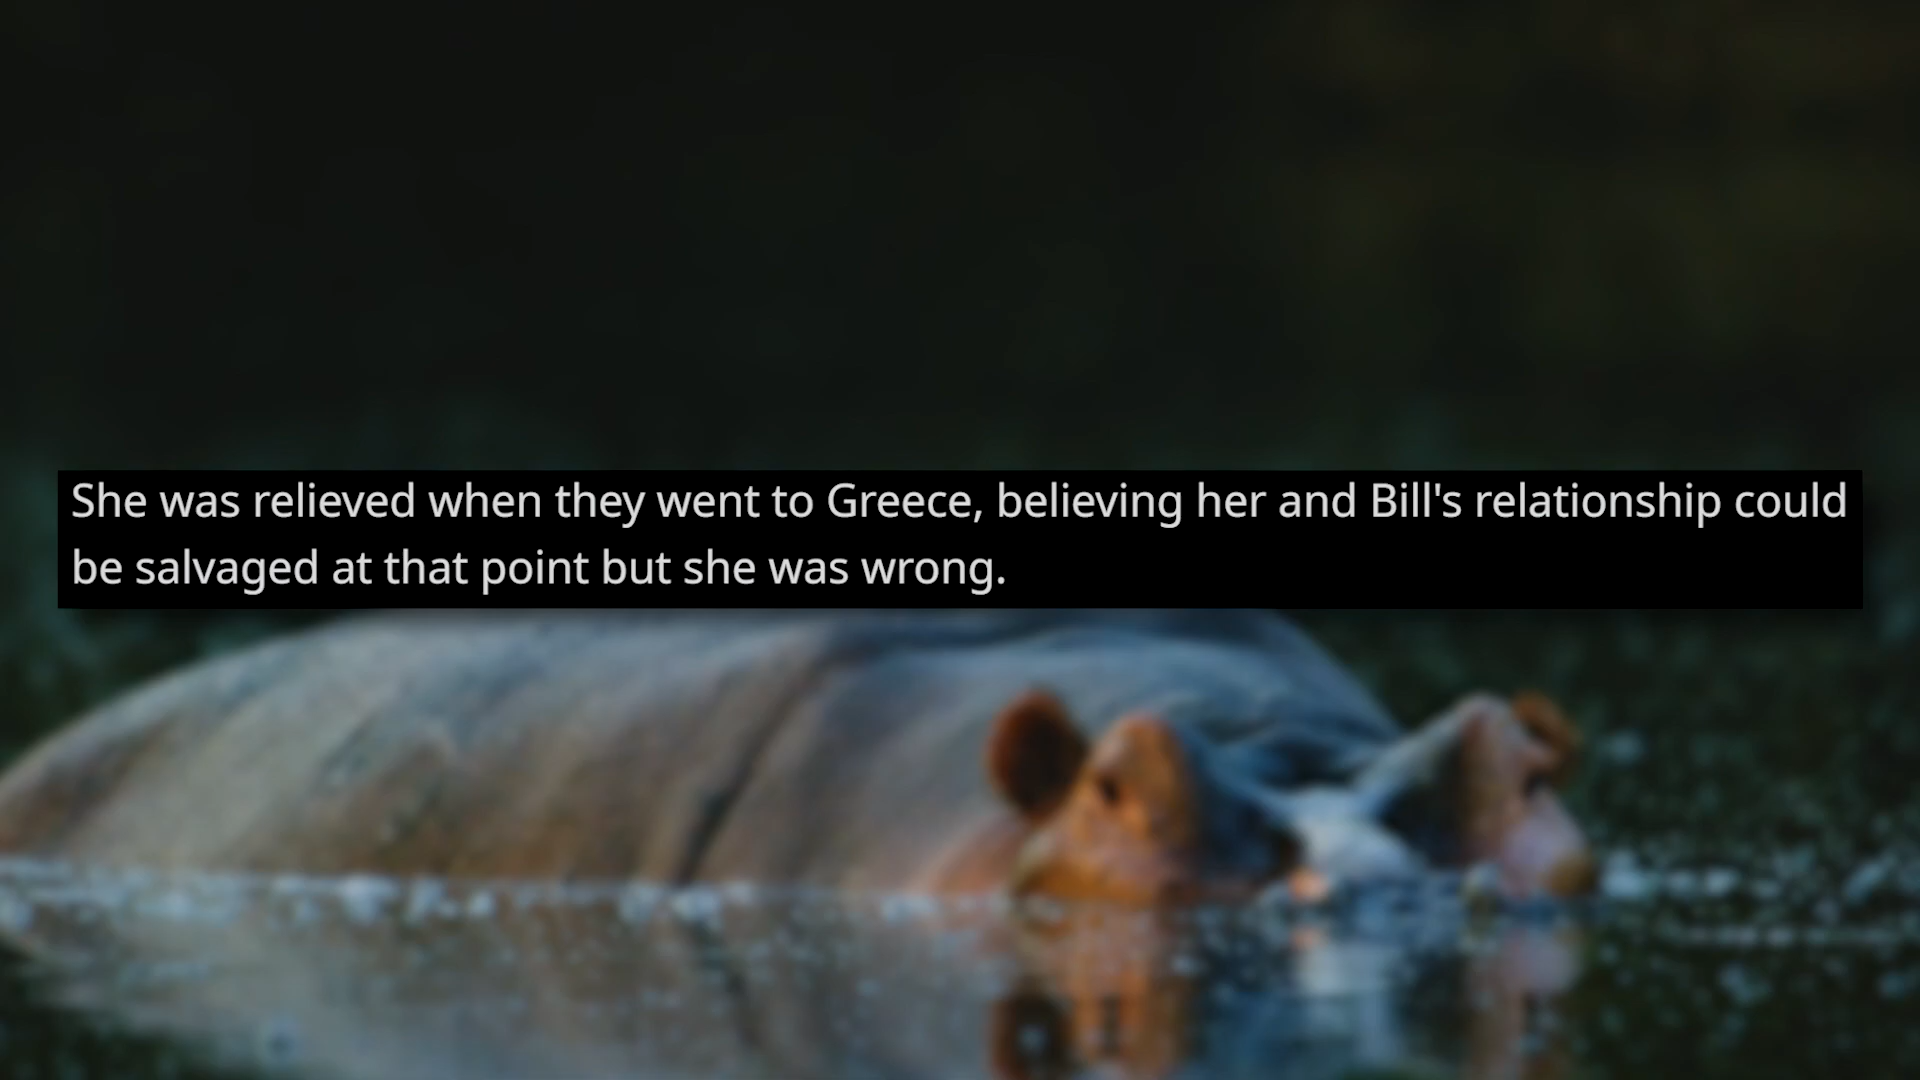 She was relieved when they went to Greece, believing her and Bill's relationship could
be salvaged at that point but she was wrong.